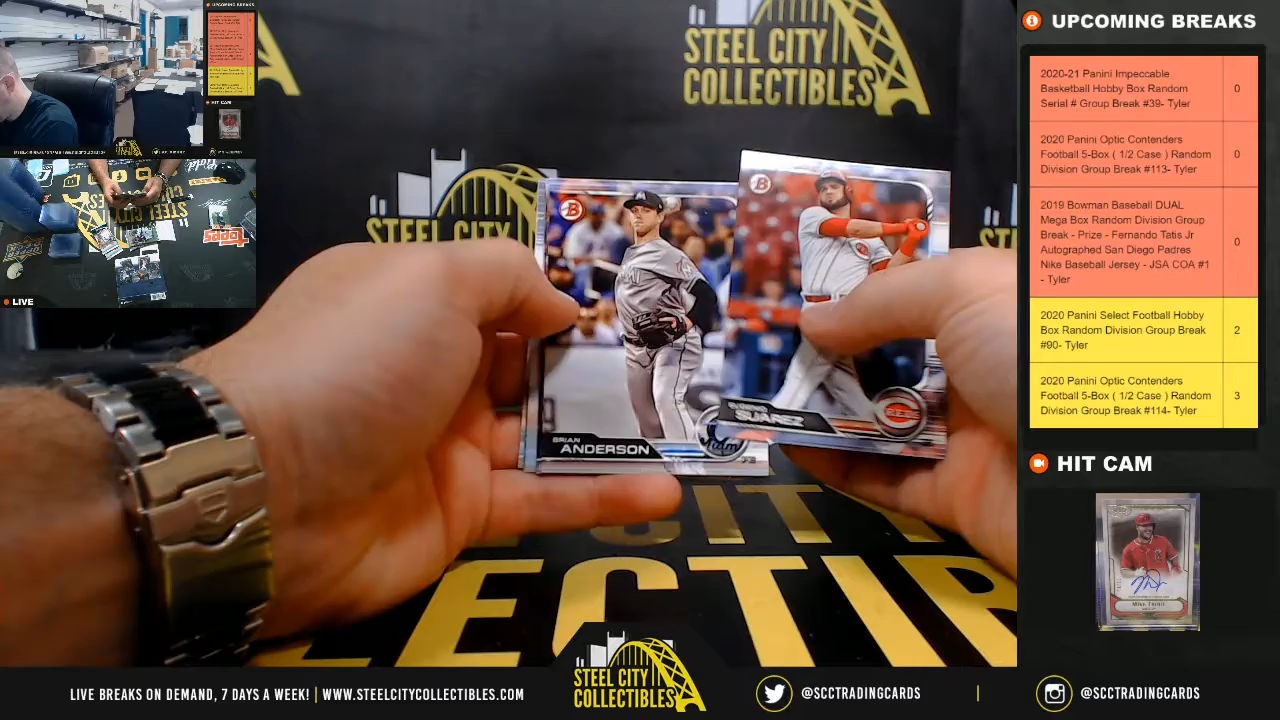 UPCOMING BREAKS
2020-21 Panini Impeccable
Basketball Hobby Box Random
Serial # Group Break #39- Tyler
0
2020 Panini Optic Contenders
Football 5-Box ( 1/2 Case ) Random
Division Group Break #113- Tyler
0
2019 Bowman Baseball DUAL
Mega Box Random Division Group
Break - Prize - Fernando Tatis Jr
Autographed San Diego Padres
Nike Baseball Jersey - JSA COA #1
- Tyler
0
2020 Panini Select Football Hobby
Box Random Division Group Break
#90- Tyler
2
2020 Panini Optic Contenders
Football 5-Box ( 1/2 Case ) Random
Division Group Break #114- Tyler
3
HIT CAM
MIKE TROUT
STEEL CITY
COLLECTIBLES
STEEL C
BRIAN
ANDERSON
SUAREZ
REDS
LIVE
LIVE BREAKS ON DEMAND, 7 DAYS A WEEK! | WWW.STEELCITYCOLLECTIBLES.COM
STEEL CITY
COLLECTIBLES
@SCCTRADINGCARDS
@SCCTRADINGCARDS